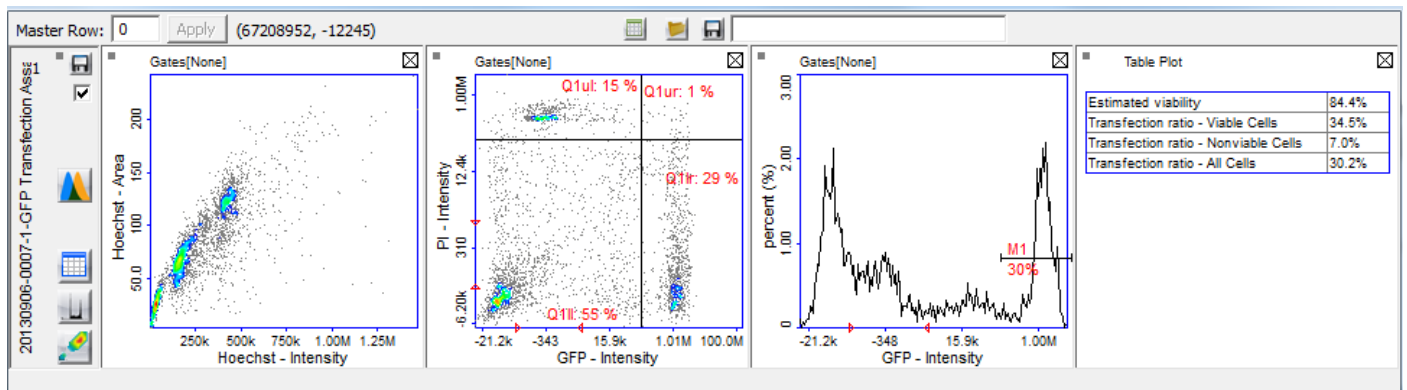 Master Row: 0 Apply (67208952, -12245)
20130906-0007-1-GFP Transfection Assa
1
Gates[None]
200
150
100
50.0
Hoechst - Area
250k 500k 750k 1.00M 1.25M
Hoechst - Intensity
Gates[None]
Q1ul: 15 % Q1ur: 1 %
Q1lr: 29 %
Q1ll: 55 %
1.00M
12.4k
310
-6.20k
PI - Intensity
-21.2k -343 15.9k 1.01M 100.0M
GFP - Intensity
Gates[None]
3.00
2.00
1.00
0
percent (%)
M1
30%
-21.2k -348 15.9k 1.00M
GFP - Intensity
Table Plot
Estimated viability 84.4%
Transfection ratio - Viable Cells 34.5%
Transfection ratio - Nonviable Cells 7.0%
Transfection ratio - All Cells 30.2%